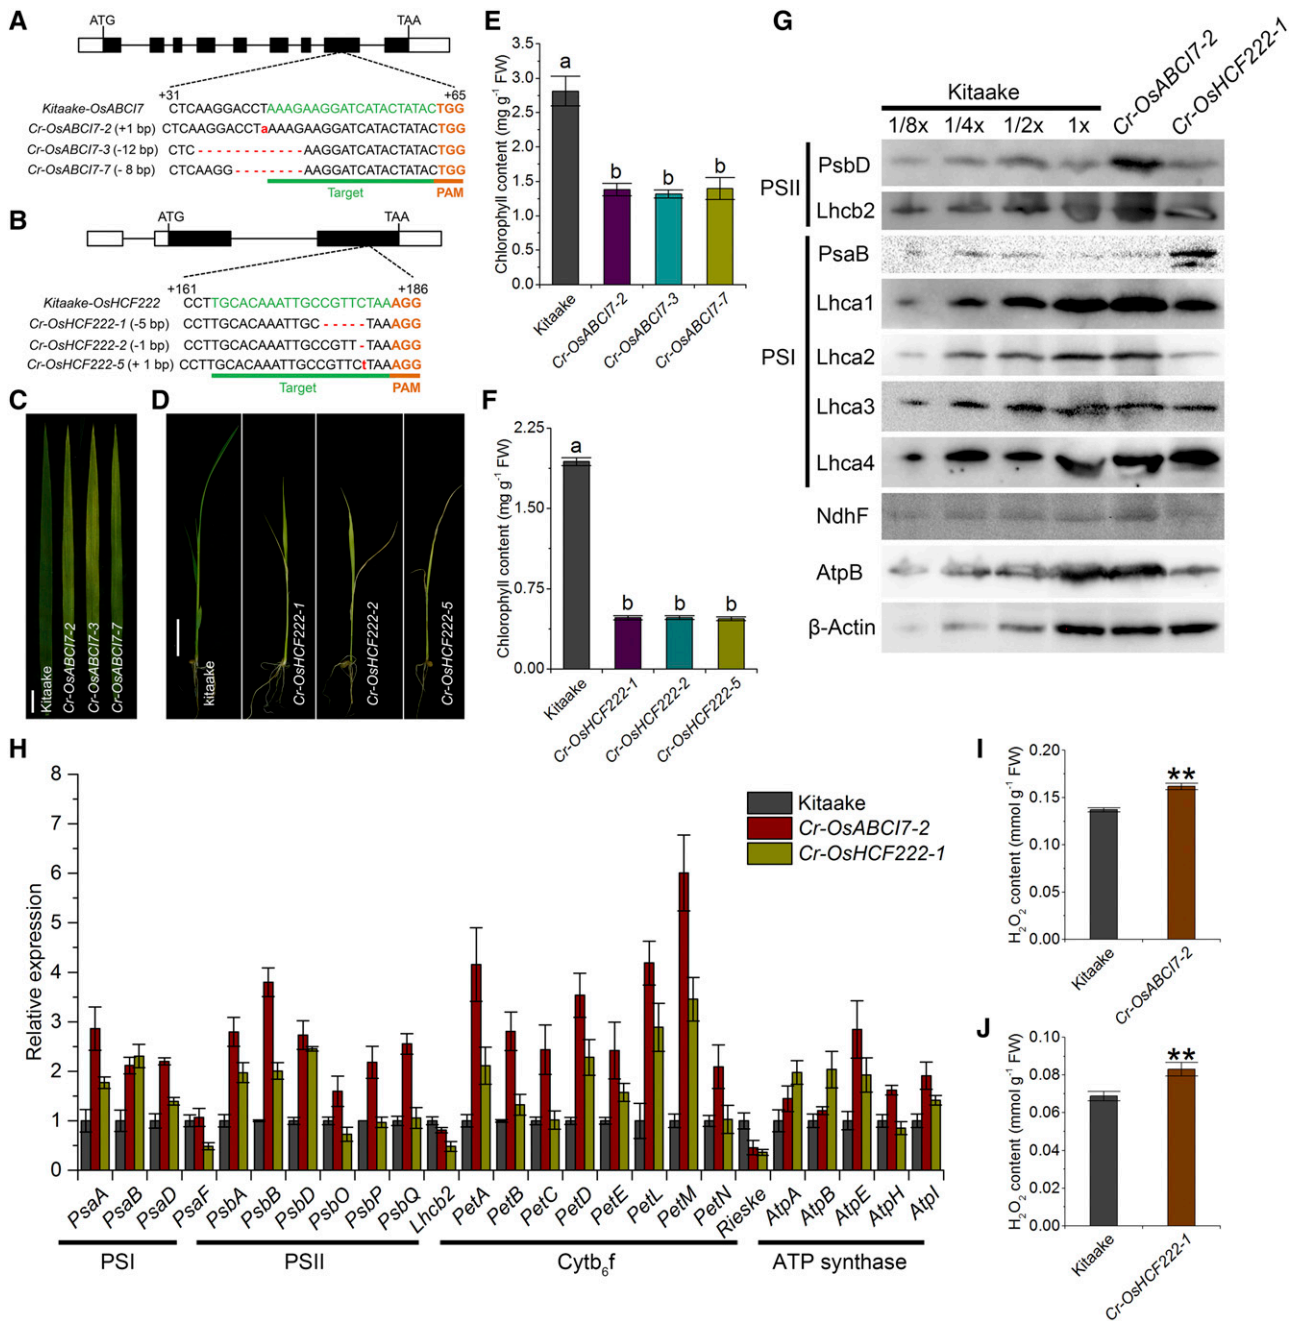 A
ATG
TAA
+31
+65
Kitaake-OsABCI7 CTCAAGGACCTAAAGAAGGATCATACTATACTGG
Cr-OsABCI7-2 (+1 bp) CTCAAGGACCTaAAAGAAGGATCATACTATACTGG
Cr-OsABCI7-3 (-12 bp) CTC - - - - - - - - - - - - AAGGATCATACTATACTGG
Cr-OsABCI7-7 (- 8 bp) CTCAAGG - - - - - - - - AAGGATCATACTATACTGG
Target
PAM
B
ATG
TAA
+161
+186
Kitaake-OsHCF222 CCTTGCACAAATTGCCGTTCTAAAGG
Cr-OsHCF222-1 (-5 bp) CCTTGCACAAATTGC - - - - - TAAAGG
Cr-OsHCF222-2 (-1 bp) CCTTGCACAAATTGCCGTT - TAAAGG
Cr-OsHCF222-5 (+ 1 bp) CCTTGCACAAATTGCCGTTCtTAAAGG
Target
PAM
C
Kitaake
Cr-OsABCI7-2
Cr-OsABCI7-3
Cr-OsABCI7-7
D
kitaake
Cr-OsHCF222-1
Cr-OsHCF222-2
Cr-OsHCF222-5
E
Chlorophyll content (mg g⁻¹ FW)
3.5
3.0
2.5
2.0
1.5
1.0
0.5
0.0
a
b
b
b
Kitaake
Cr-OsABCI7-2
Cr-OsABCI7-3
Cr-OsABCI7-7
F
Chlorophyll content (mg g⁻¹ FW)
2.25
1.50
0.75
0.00
a
b
b
b
Kitaake
Cr-OsHCF222-1
Cr-OsHCF222-2
Cr-OsHCF222-5
G
Kitaake
1/8x 1/4x 1/2x 1x
Cr-OsABCI7-2
Cr-OsHCF222-1
PSII
PsbD
Lhcb2
PSI
PsaB
Lhca1
Lhca2
Lhca3
Lhca4
NdhF
AtpB
β-Actin
H
Relative expression
8
7
6
5
4
3
2
1
0
Kitaake
Cr-OsABCI7-2
Cr-OsHCF222-1
PsaA
PsaB
PsaD
PsaF
PsbA
PsbB
PsbD
PsbO
PsbP
PsbQ
Lhcb2
PetA
PetB
PetC
PetD
PetE
PetL
PetM
PetN
Rieske
AtpA
AtpB
AtpE
AtpH
AtpI
PSI
PSII
Cytb₆f
ATP synthase
I
H₂O₂ content (mmol g⁻¹ FW)
0.20
0.15
0.10
0.05
0.00
**
Kitaake
Cr-OsABCI7-2
J
H₂O₂ content (mmol g⁻¹ FW)
0.10
0.08
0.06
0.04
0.02
0.00
**
Kitaake
Cr-OsHCF222-1